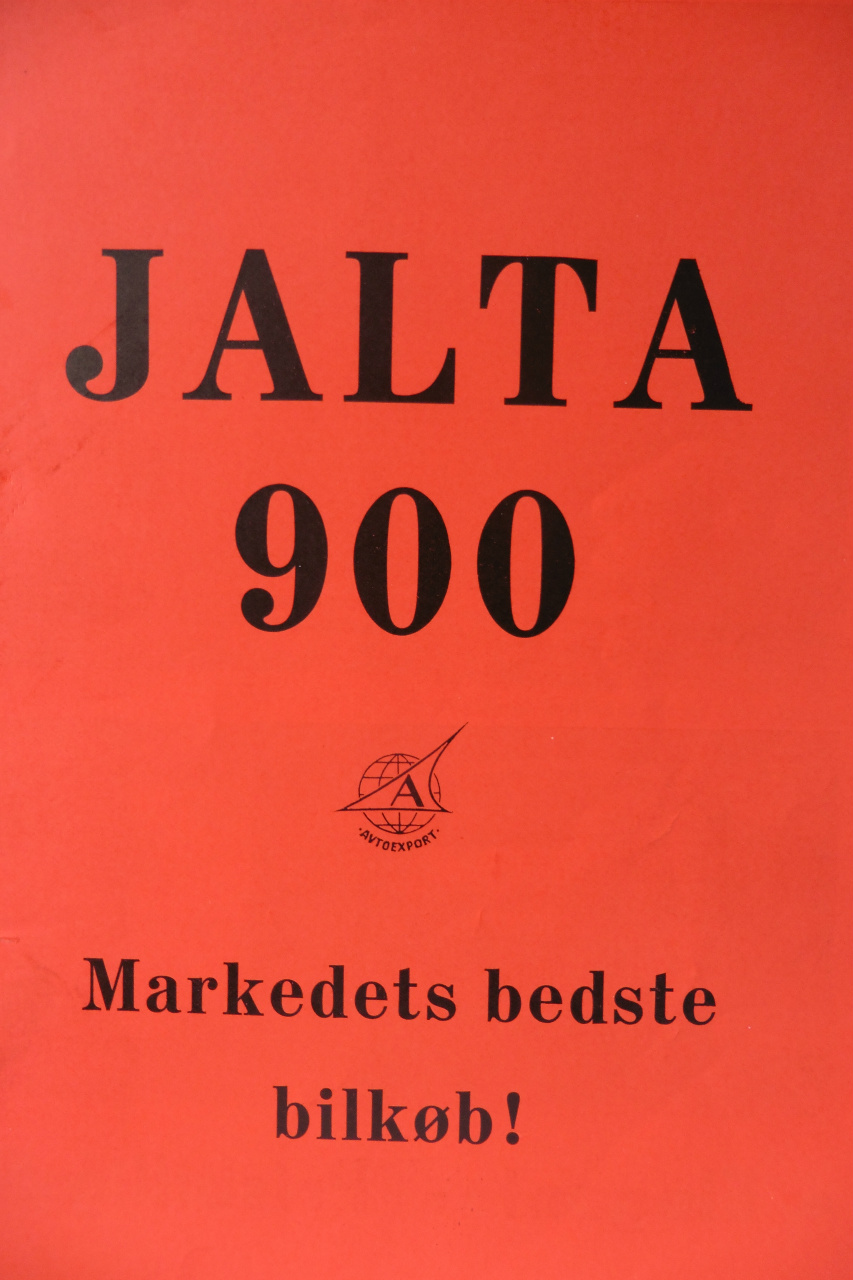 JALTA
900
A
·AVTOEXPORT·
Markedets bedste
bilkøb!